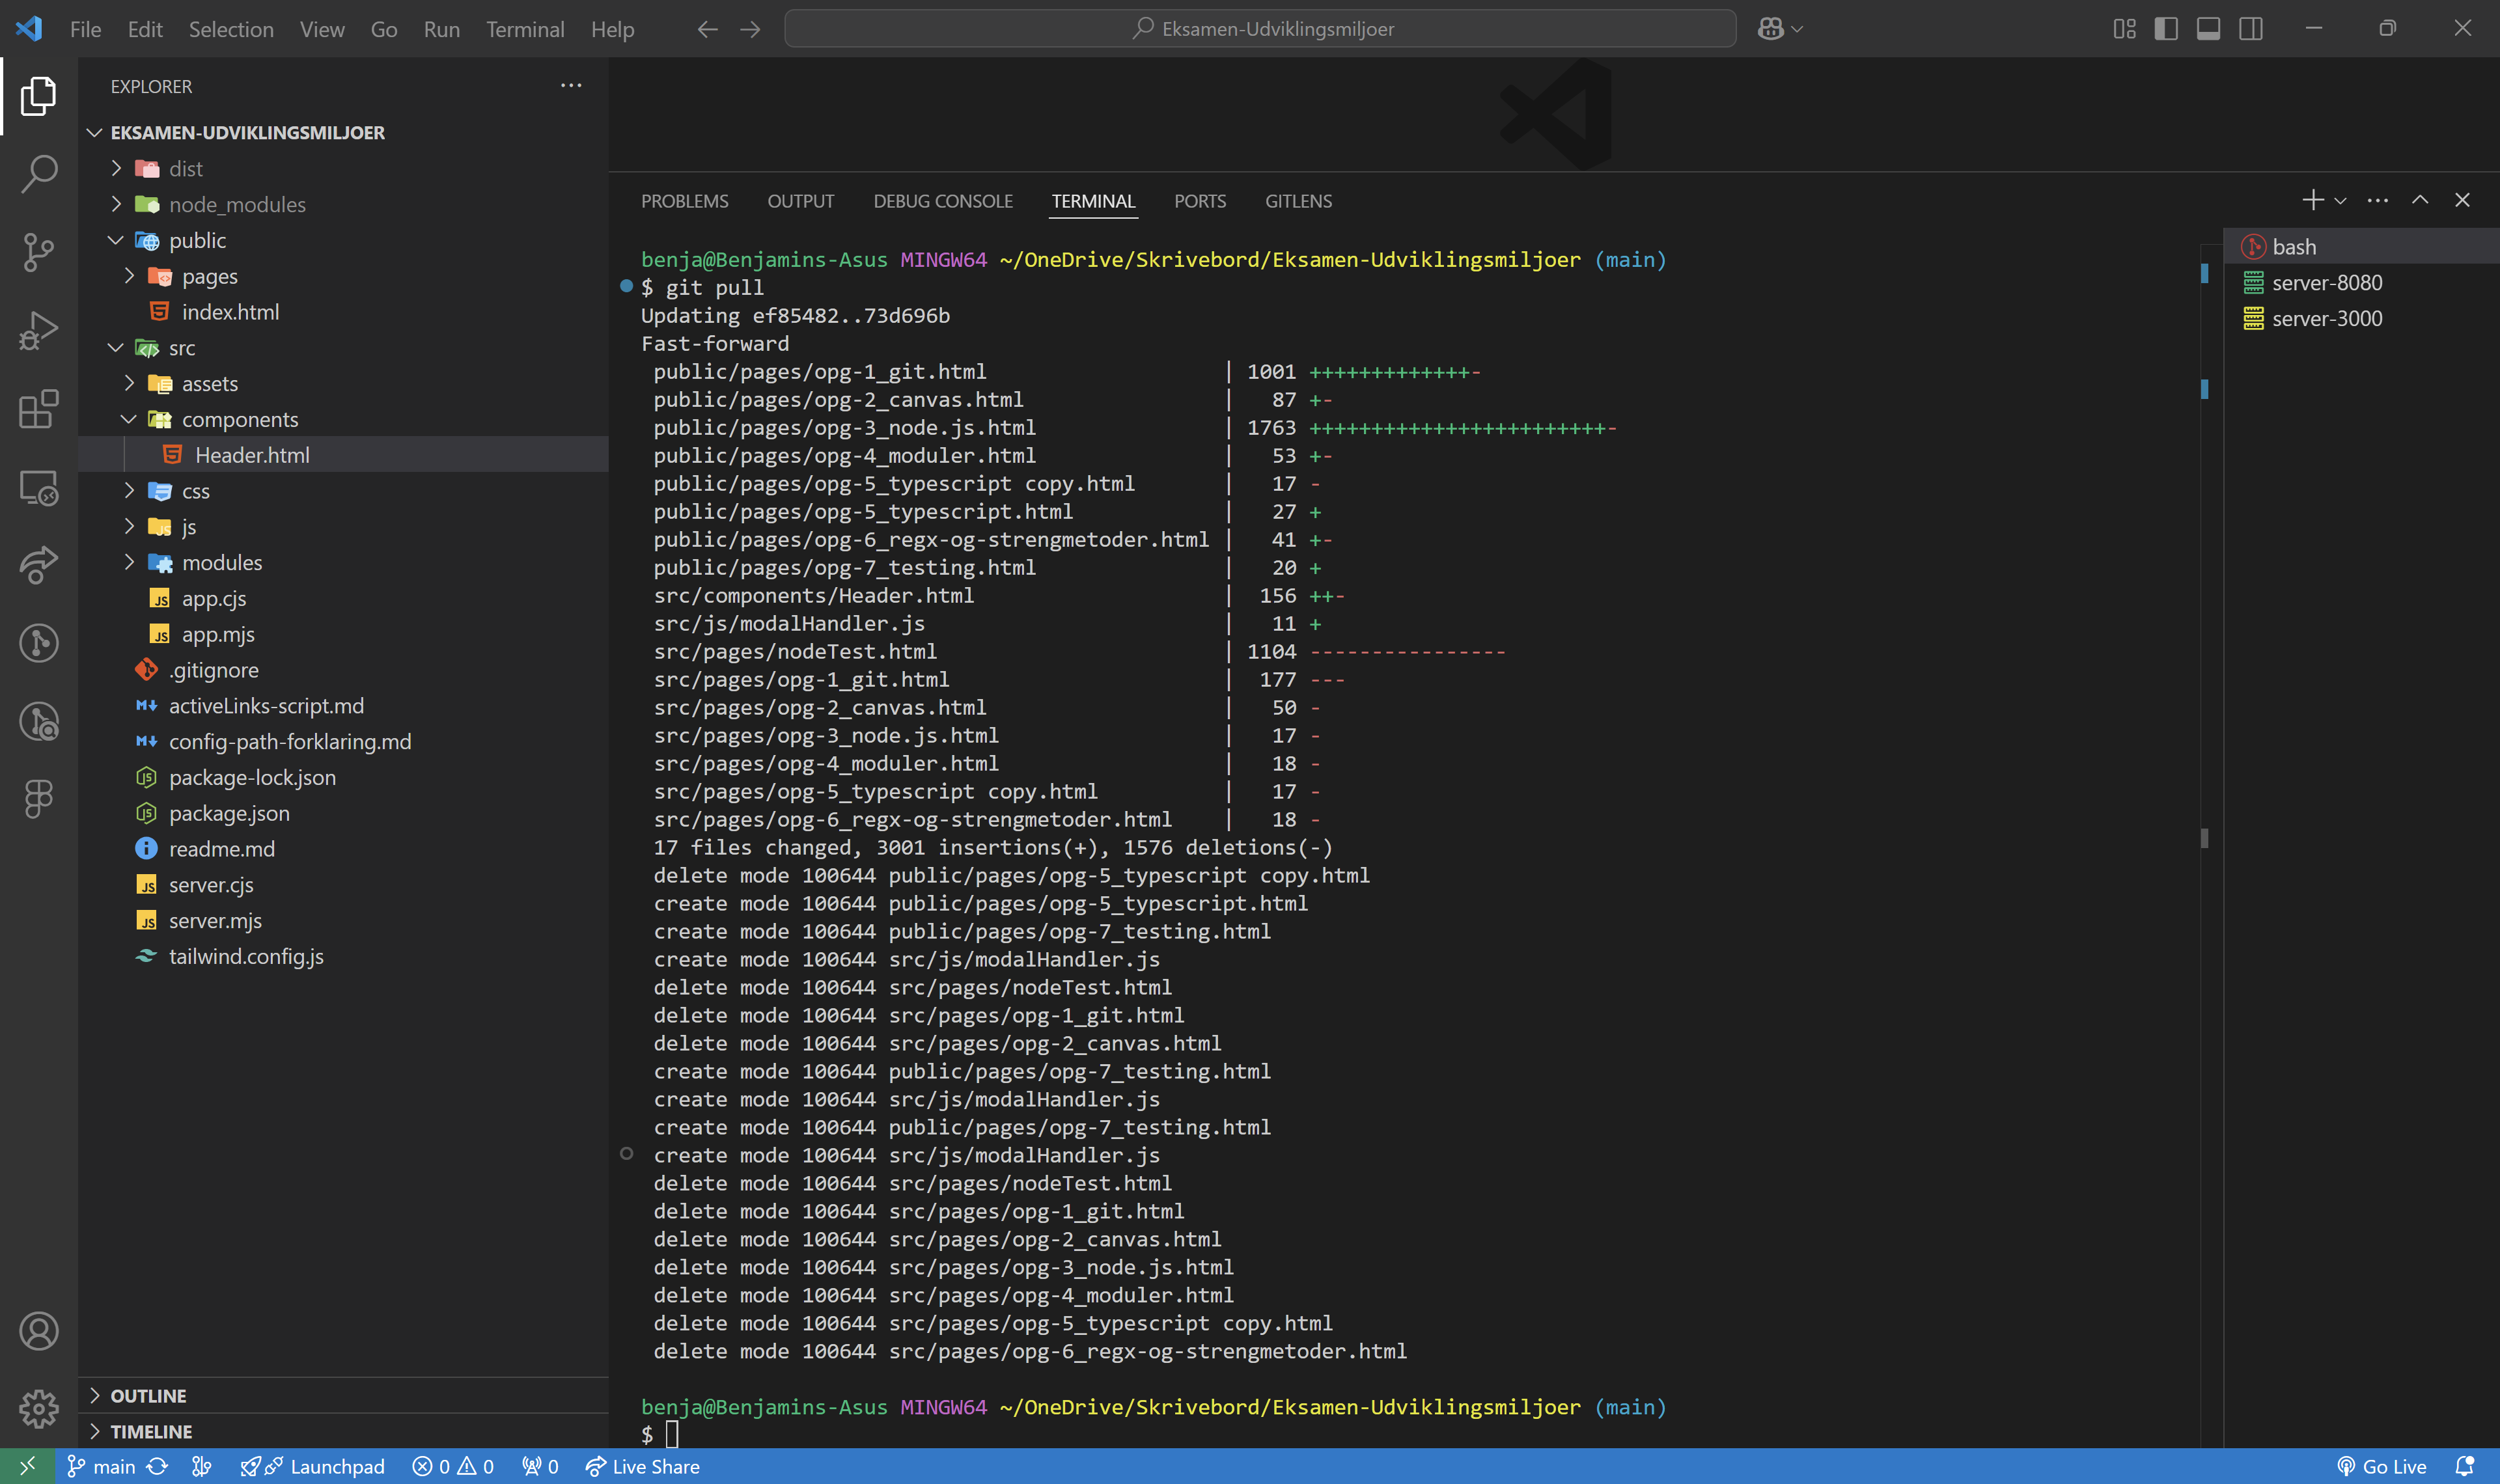 File Edit Selection View Go Run Terminal Help
Eksamen-Udviklingsmiljoer
EXPLORER
EKSAMEN-UDVIKLINGSMILJOER
dist
node_modules
public
pages
index.html
src
assets
components
Header.html
css
js
modules
app.cjs
app.mjs
.gitignore
activeLinks-script.md
config-path-forklaring.md
package-lock.json
package.json
readme.md
server.cjs
server.mjs
tailwind.config.js
OUTLINE
TIMELINE
PROBLEMS OUTPUT DEBUG CONSOLE TERMINAL PORTS GITLENS
benja@Benjamins-Asus MINGW64 ~/OneDrive/Skrivebord/Eksamen-Udviklingsmiljoer (main)
$ git pull
Updating ef85482..73d696b
Fast-forward
public/pages/opg-1_git.html | 1001 +++++++++++++-
public/pages/opg-2_canvas.html | 87 +-
public/pages/opg-3_node.js.html | 1763 ++++++++++++++++++++++++-
public/pages/opg-4_moduler.html | 53 +-
public/pages/opg-5_typescript copy.html | 17 -
public/pages/opg-5_typescript.html | 27 +
public/pages/opg-6_regx-og-strengmetoder.html | 41 +-
public/pages/opg-7_testing.html | 20 +
src/components/Header.html | 156 ++-
src/js/modalHandler.js | 11 +
src/pages/nodeTest.html | 1104 ----------------
src/pages/opg-1_git.html | 177 ---
src/pages/opg-2_canvas.html | 50 -
src/pages/opg-3_node.js.html | 17 -
src/pages/opg-4_moduler.html | 18 -
src/pages/opg-5_typescript copy.html | 17 -
src/pages/opg-6_regx-og-strengmetoder.html | 18 -
17 files changed, 3001 insertions(+), 1576 deletions(-)
delete mode 100644 public/pages/opg-5_typescript copy.html
create mode 100644 public/pages/opg-5_typescript.html
create mode 100644 public/pages/opg-7_testing.html
create mode 100644 src/js/modalHandler.js
delete mode 100644 src/pages/nodeTest.html
delete mode 100644 src/pages/opg-1_git.html
delete mode 100644 src/pages/opg-2_canvas.html
create mode 100644 public/pages/opg-7_testing.html
create mode 100644 src/js/modalHandler.js
create mode 100644 public/pages/opg-7_testing.html
create mode 100644 src/js/modalHandler.js
delete mode 100644 src/pages/nodeTest.html
delete mode 100644 src/pages/opg-1_git.html
delete mode 100644 src/pages/opg-2_canvas.html
delete mode 100644 src/pages/opg-3_node.js.html
delete mode 100644 src/pages/opg-4_moduler.html
delete mode 100644 src/pages/opg-5_typescript copy.html
delete mode 100644 src/pages/opg-6_regx-og-strengmetoder.html
benja@Benjamins-Asus MINGW64 ~/OneDrive/Skrivebord/Eksamen-Udviklingsmiljoer (main)
$
bash
server-8080
server-3000
main Launchpad 0 0 0 Live Share Go Live